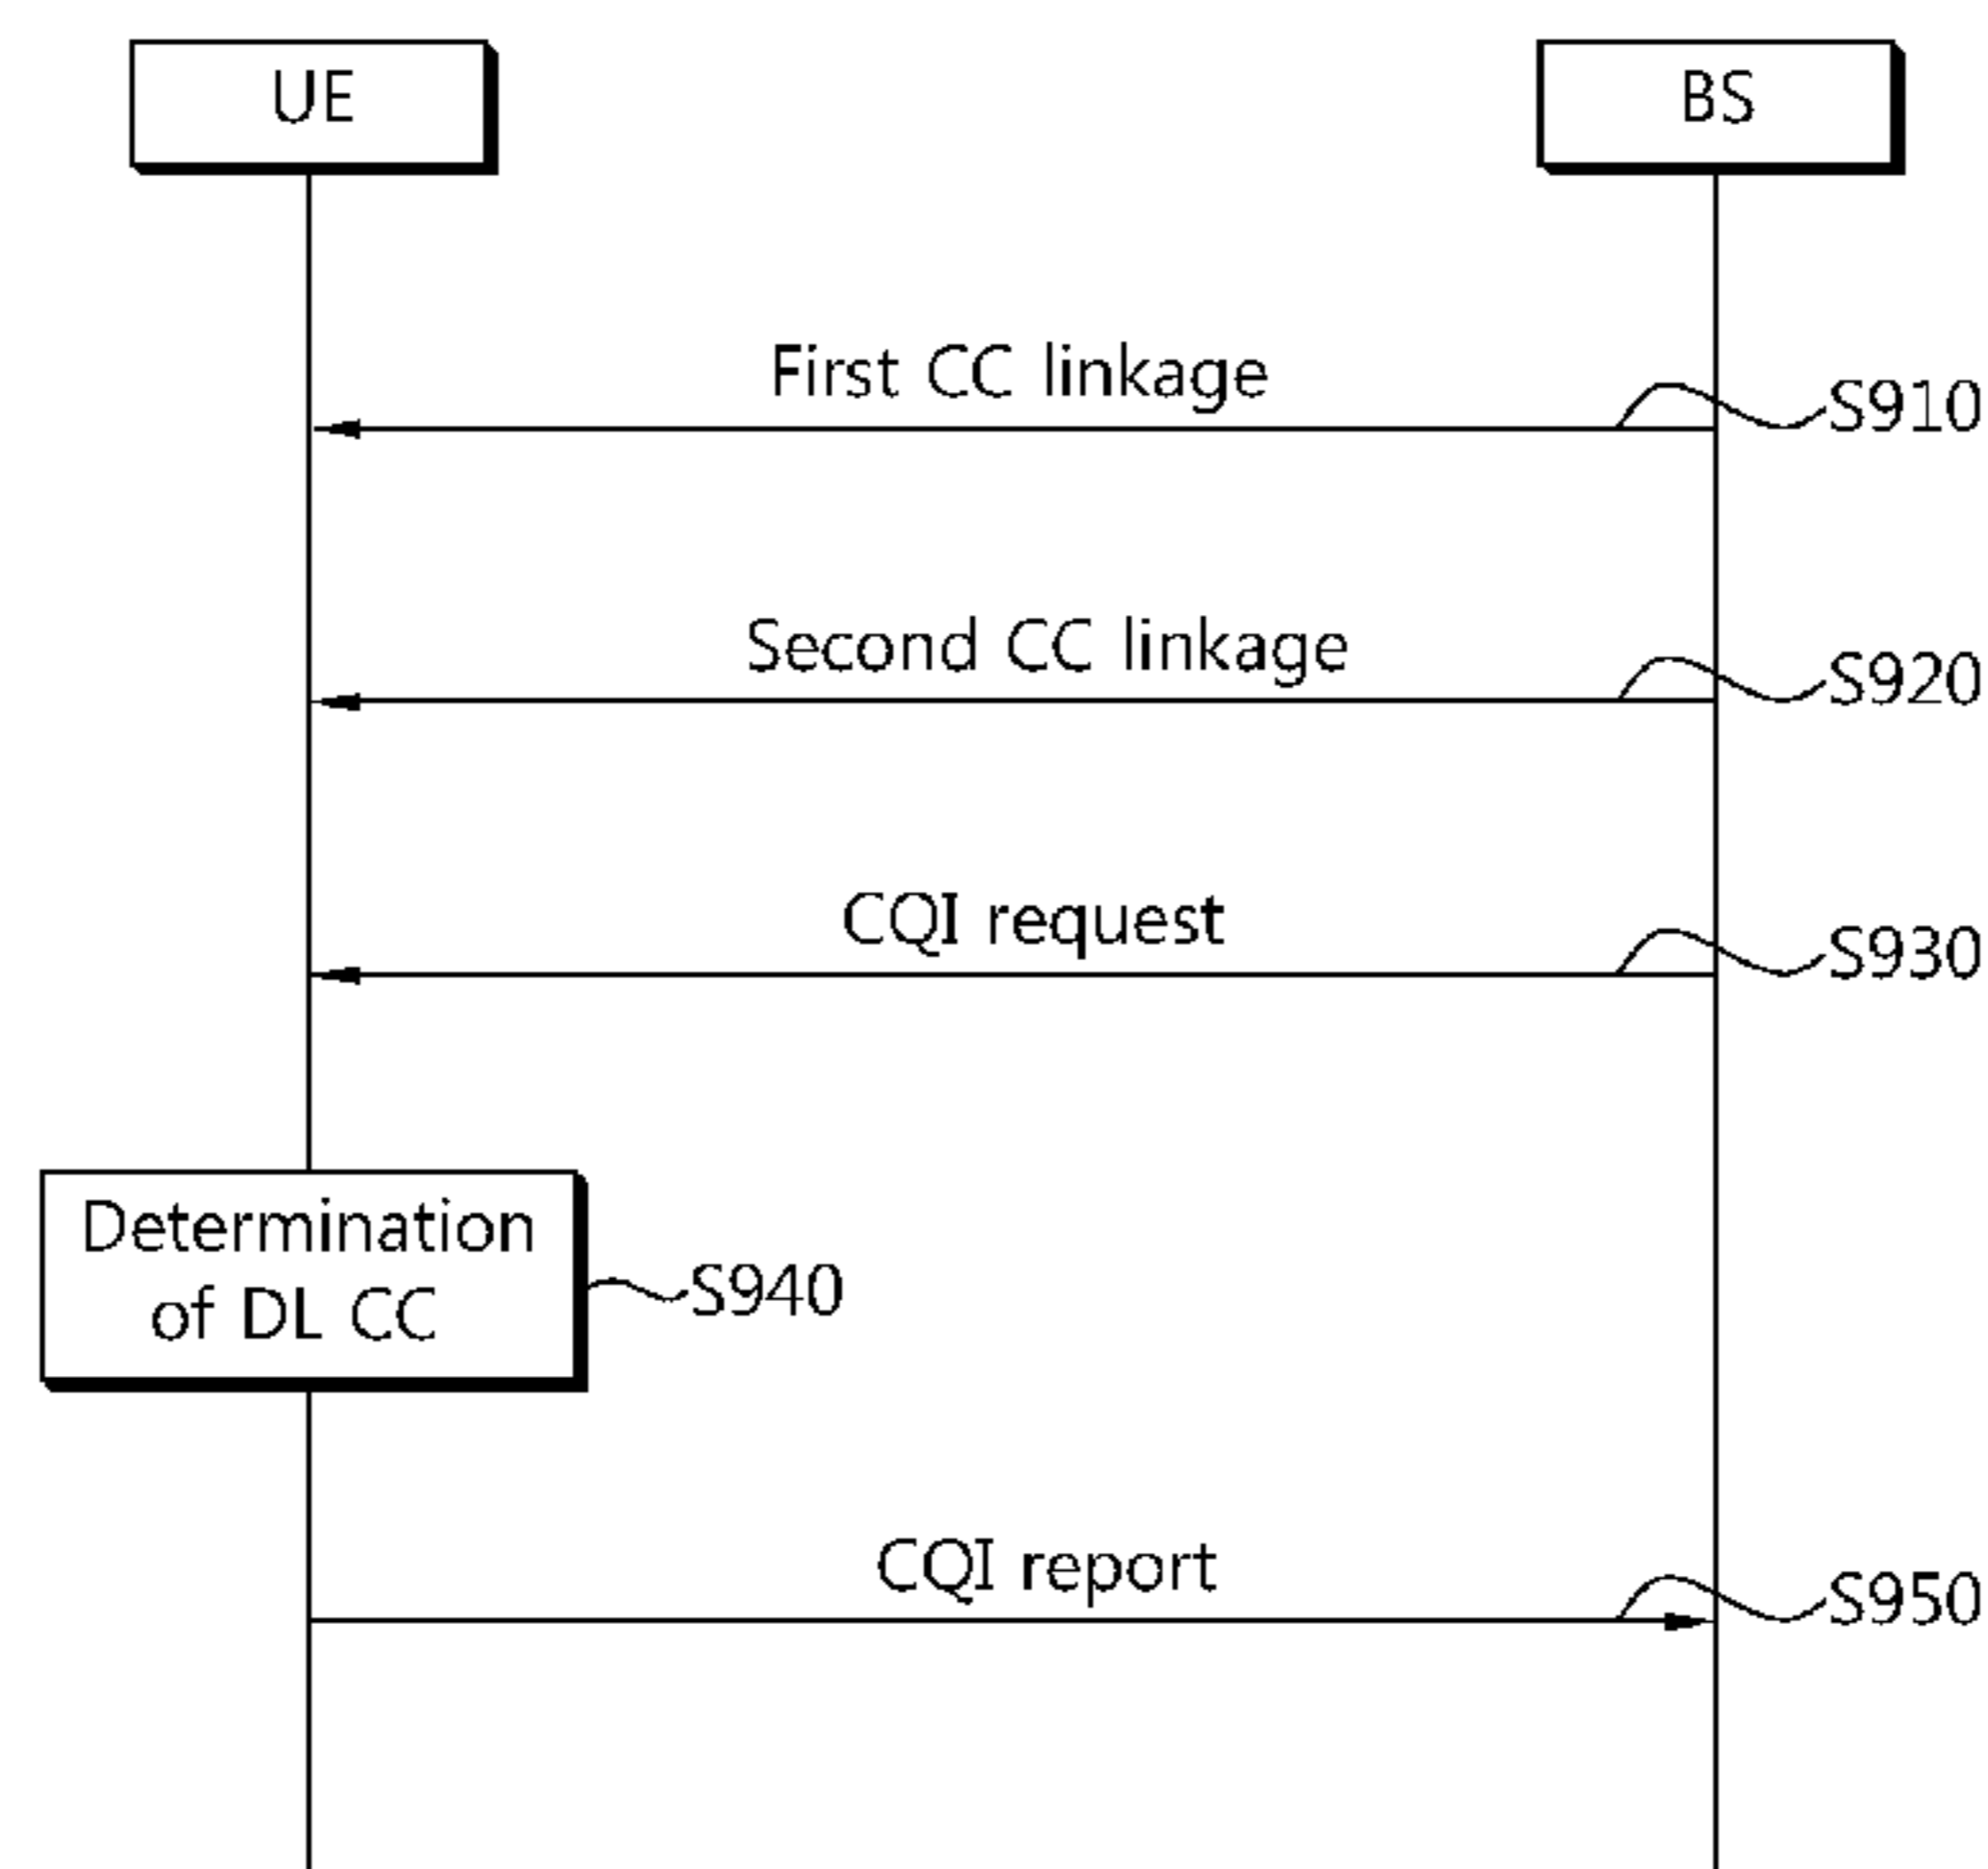 UE
BS
First CC linkage
S910
Second CC linkage
S920
CQI request
S930
Determination
of DL CC
S940
CQI report
S950